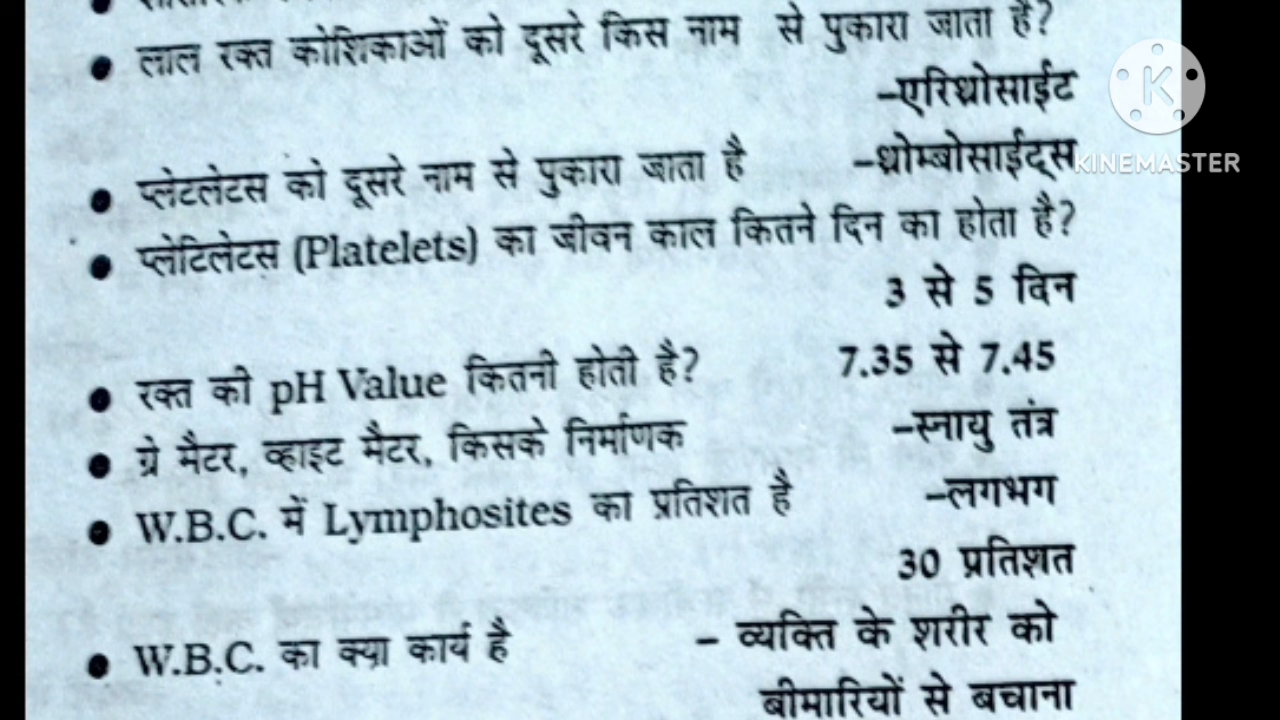 लाल रक्त कोशिकाओं को दूसरे किस नाम से पुकारा जाता है?
–एरिथ्रोसाईट
प्लेटलेटस को दूसरे नाम से पुकारा जाता है –थ्रोम्बोसाईट्स
KINEMASTER
प्लेटिलेटस (Platelets) का जीवन काल कितने दिन का होता है?
3 से 5 दिन
रक्त की pH Value कितनी होती है? 7.35 से 7.45
ग्रे मैटर, व्हाइट मैटर, किसके निर्माणक –स्नायु तंत्र
W.B.C. में Lymphosites का प्रतिशत है –लगभग
30 प्रतिशत
W.B.C. का क्या कार्य है – व्यक्ति के शरीर को
बीमारियों से बचाना